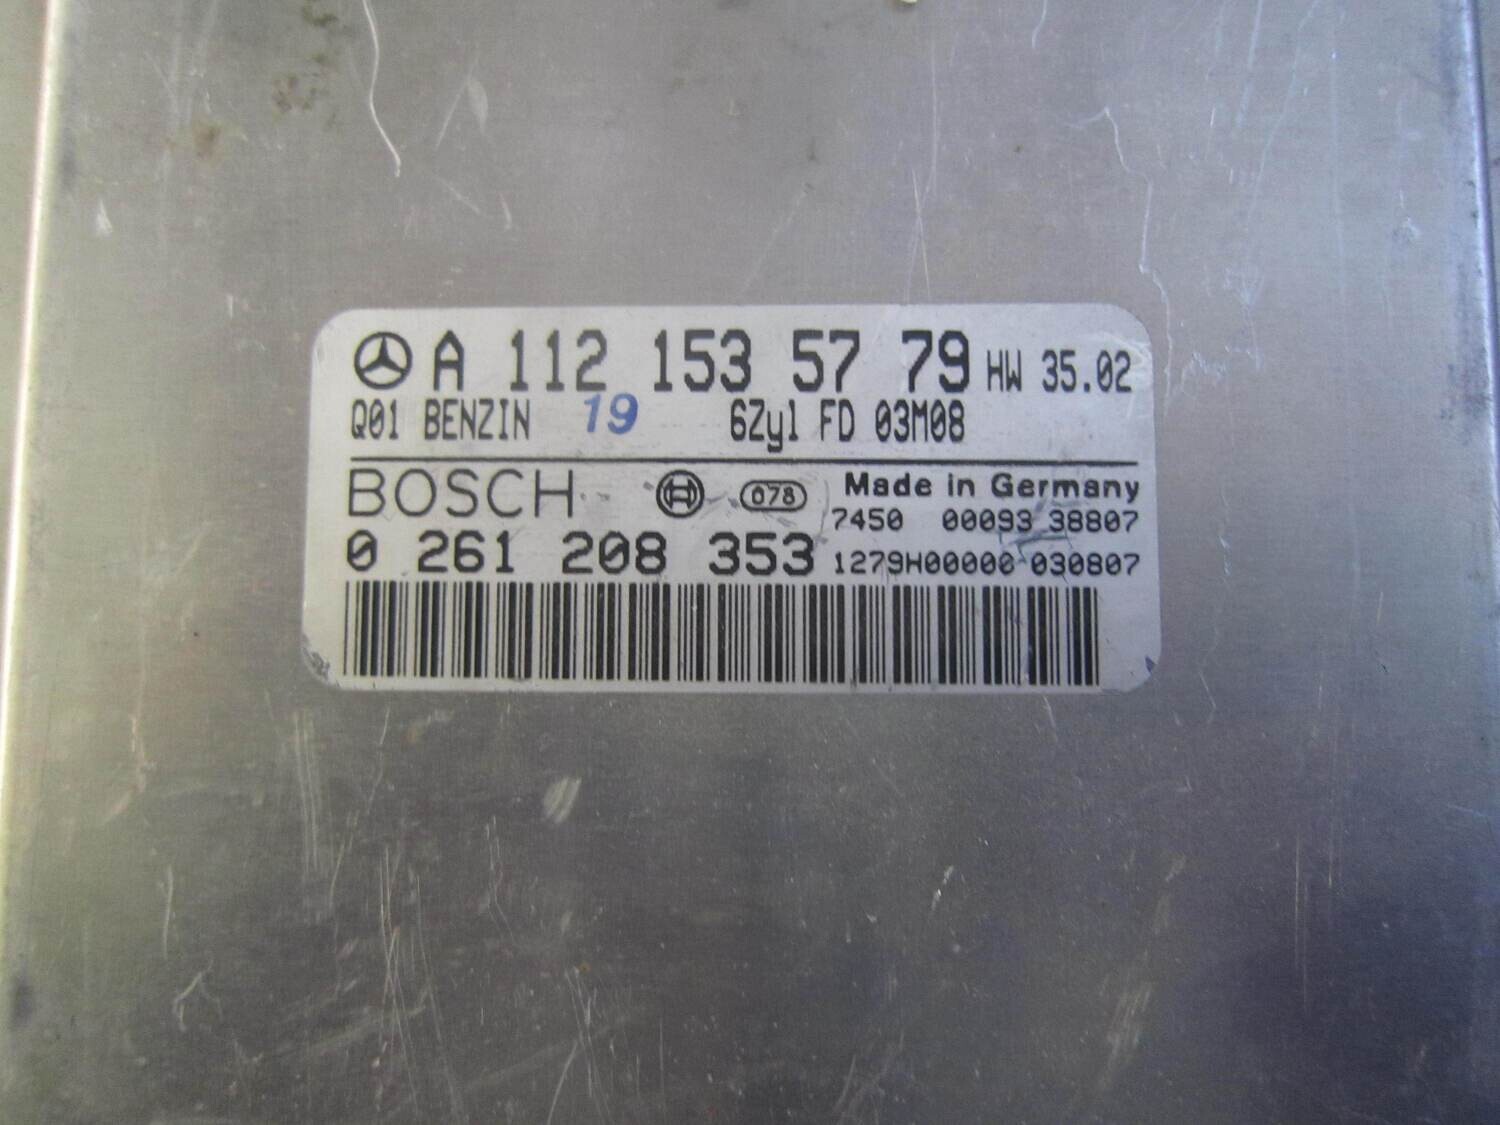 A 112 153 57 79 HW 35.02
Q01 BENZIN 19 6Zyl FD 03M08
BOSCH 078 Made in Germany
7450 00093 38807
0 261 208 353 1279H00000 030807